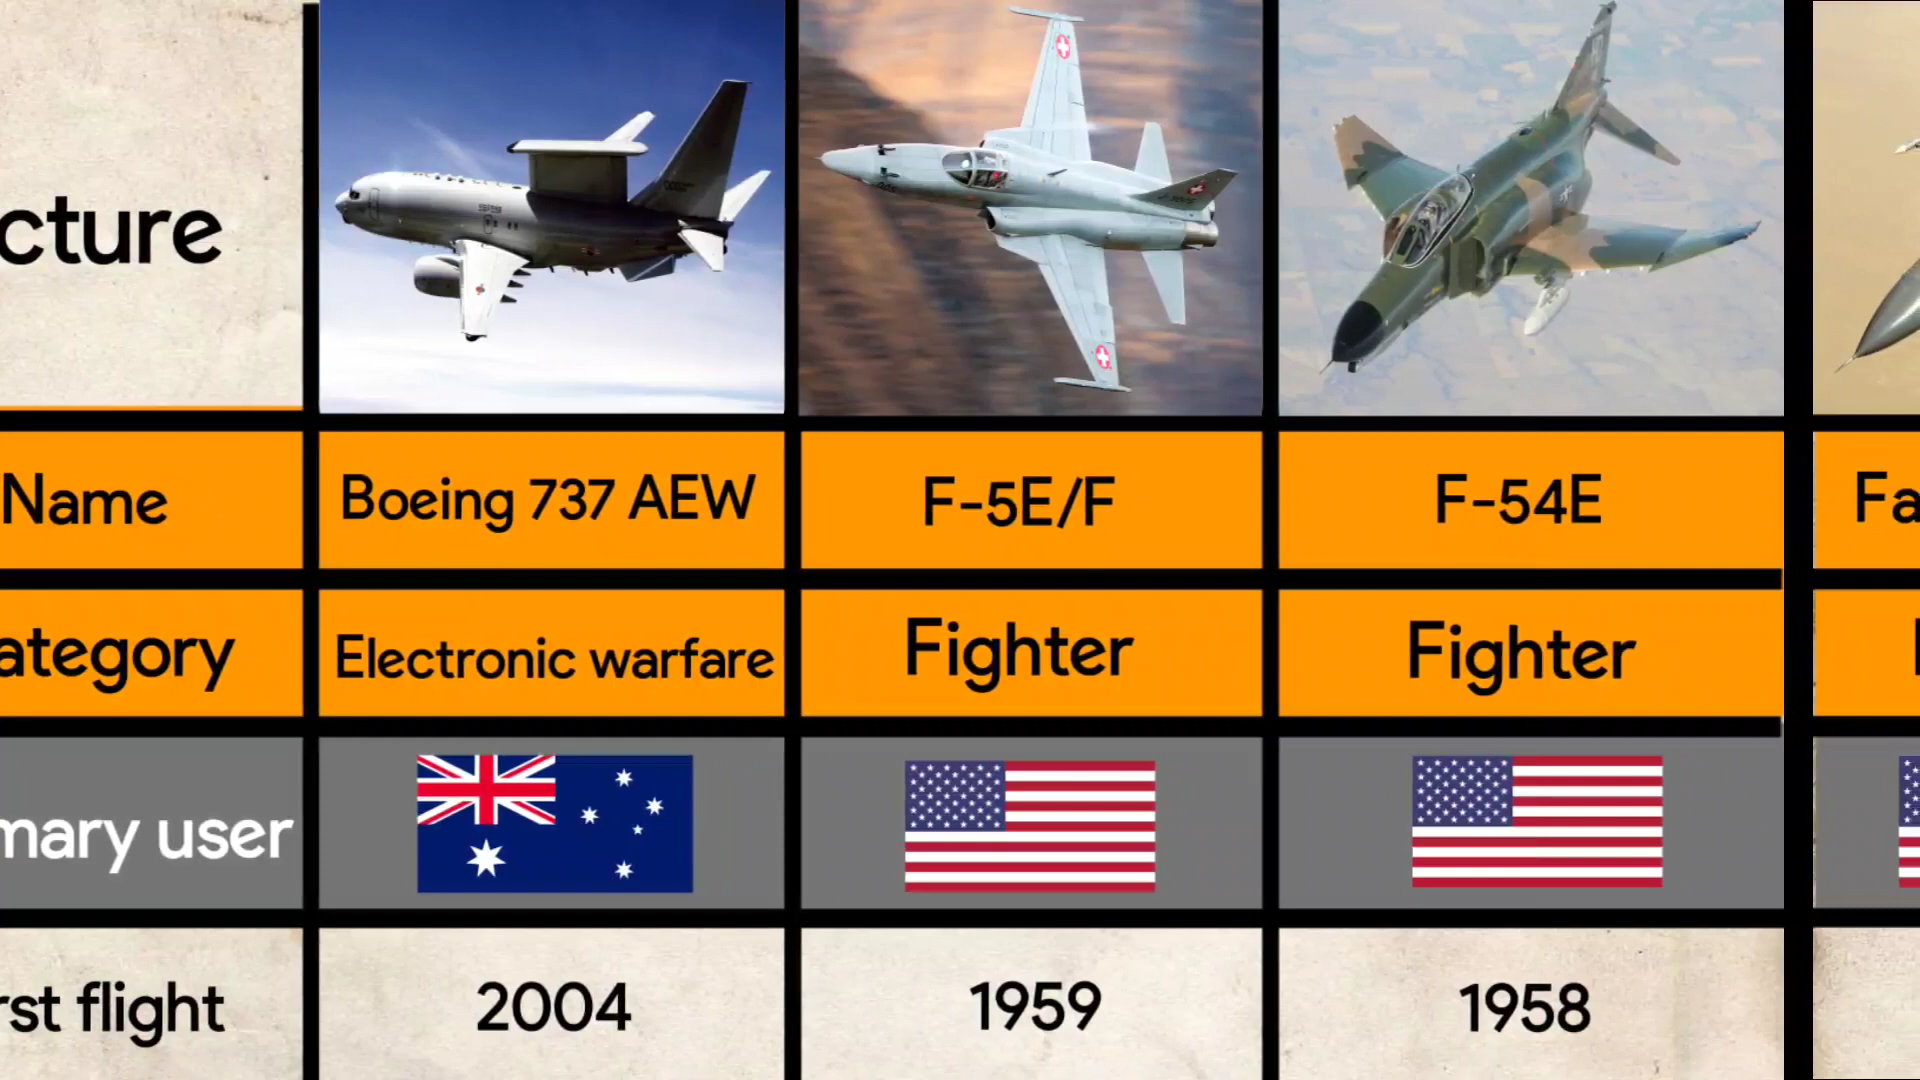 cture
Name Boeing 737 AEW F-5E/F F-54E Fa
ategory Electronic warfare Fighter Fighter
mary user
rst flight 2004 1959 1958